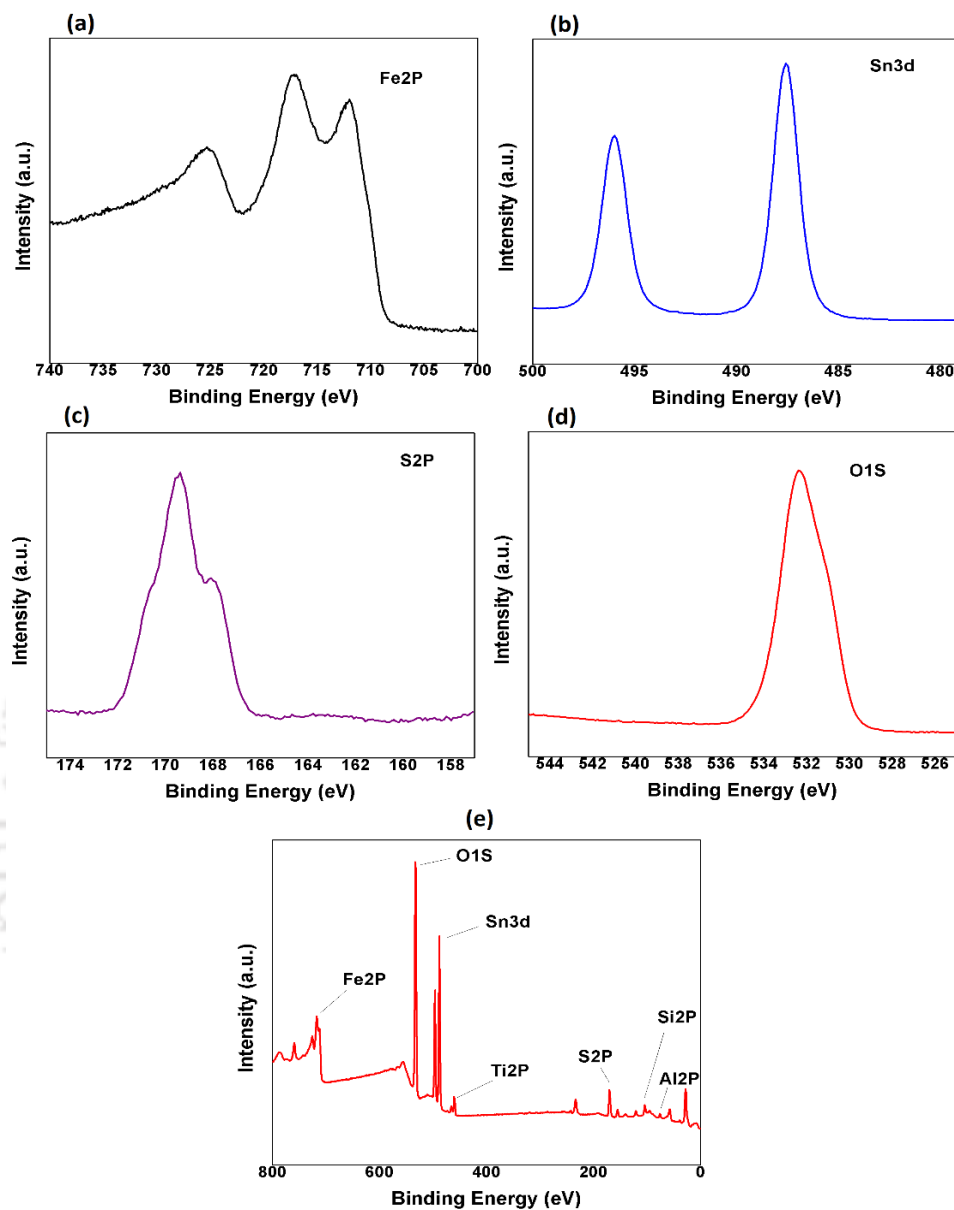 (a)
Fe2P
Intensity (a.u.)
740 735 730 725 720 715 710 705 700
Binding Energy (eV)
(b)
Sn3d
Intensity (a.u.)
500 495 490 485 480
Binding Energy (eV)
(c)
S2P
Intensity (a.u.)
174 172 170 168 166 164 162 160 158
Binding Energy (eV)
(d)
O1S
Intensity (a.u.)
544 542 540 538 536 534 532 530 528 526
Binding Energy (eV)
(e)
O1S
Sn3d
Fe2P
Si2P
S2P
Ti2P
Al2P
Intensity (a.u.)
800 600 400 200 0
Binding Energy (eV)